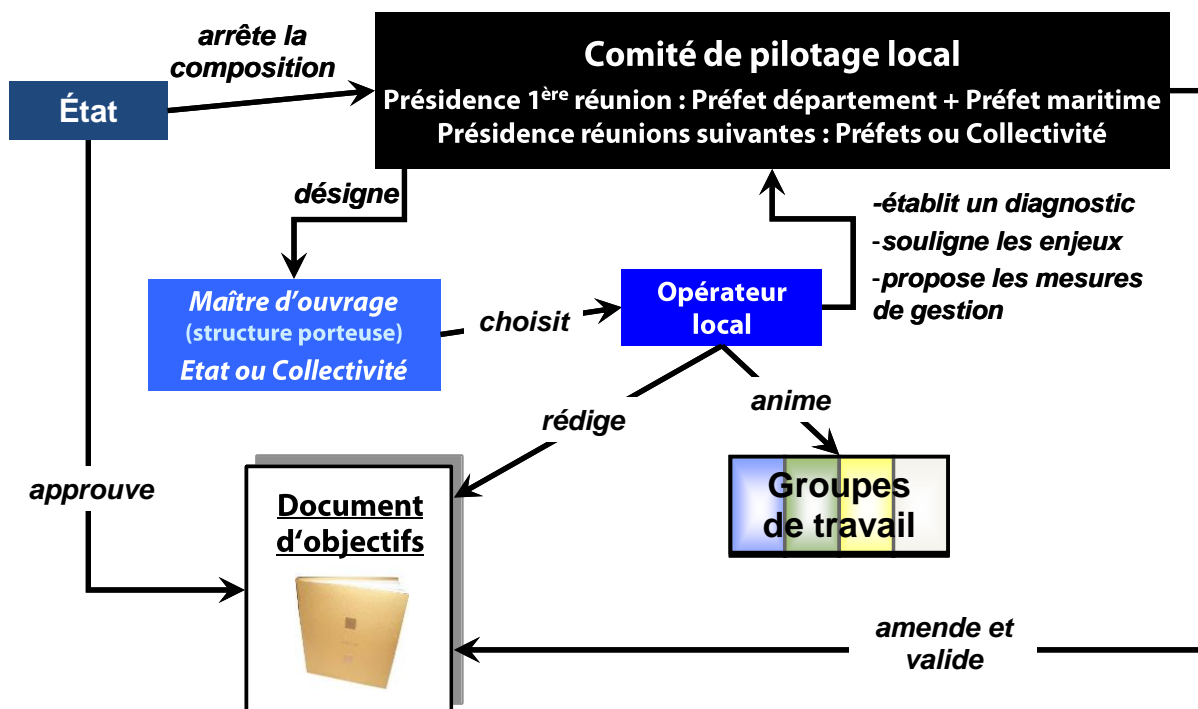 arrête la
composition
Comité de pilotage local
Présidence 1ère réunion : Préfet département + Préfet maritime
Présidence réunions suivantes : Préfets ou Collectivité
État
désigne
-établit un diagnostic
-souligne les enjeux
-propose les mesures
de gestion
Maître d'ouvrage
(structure porteuse)
Etat ou Collectivité
choisit
Opérateur
local
rédige
anime
approuve
Document
d'objectifs
Groupes
de travail
amende et
valide